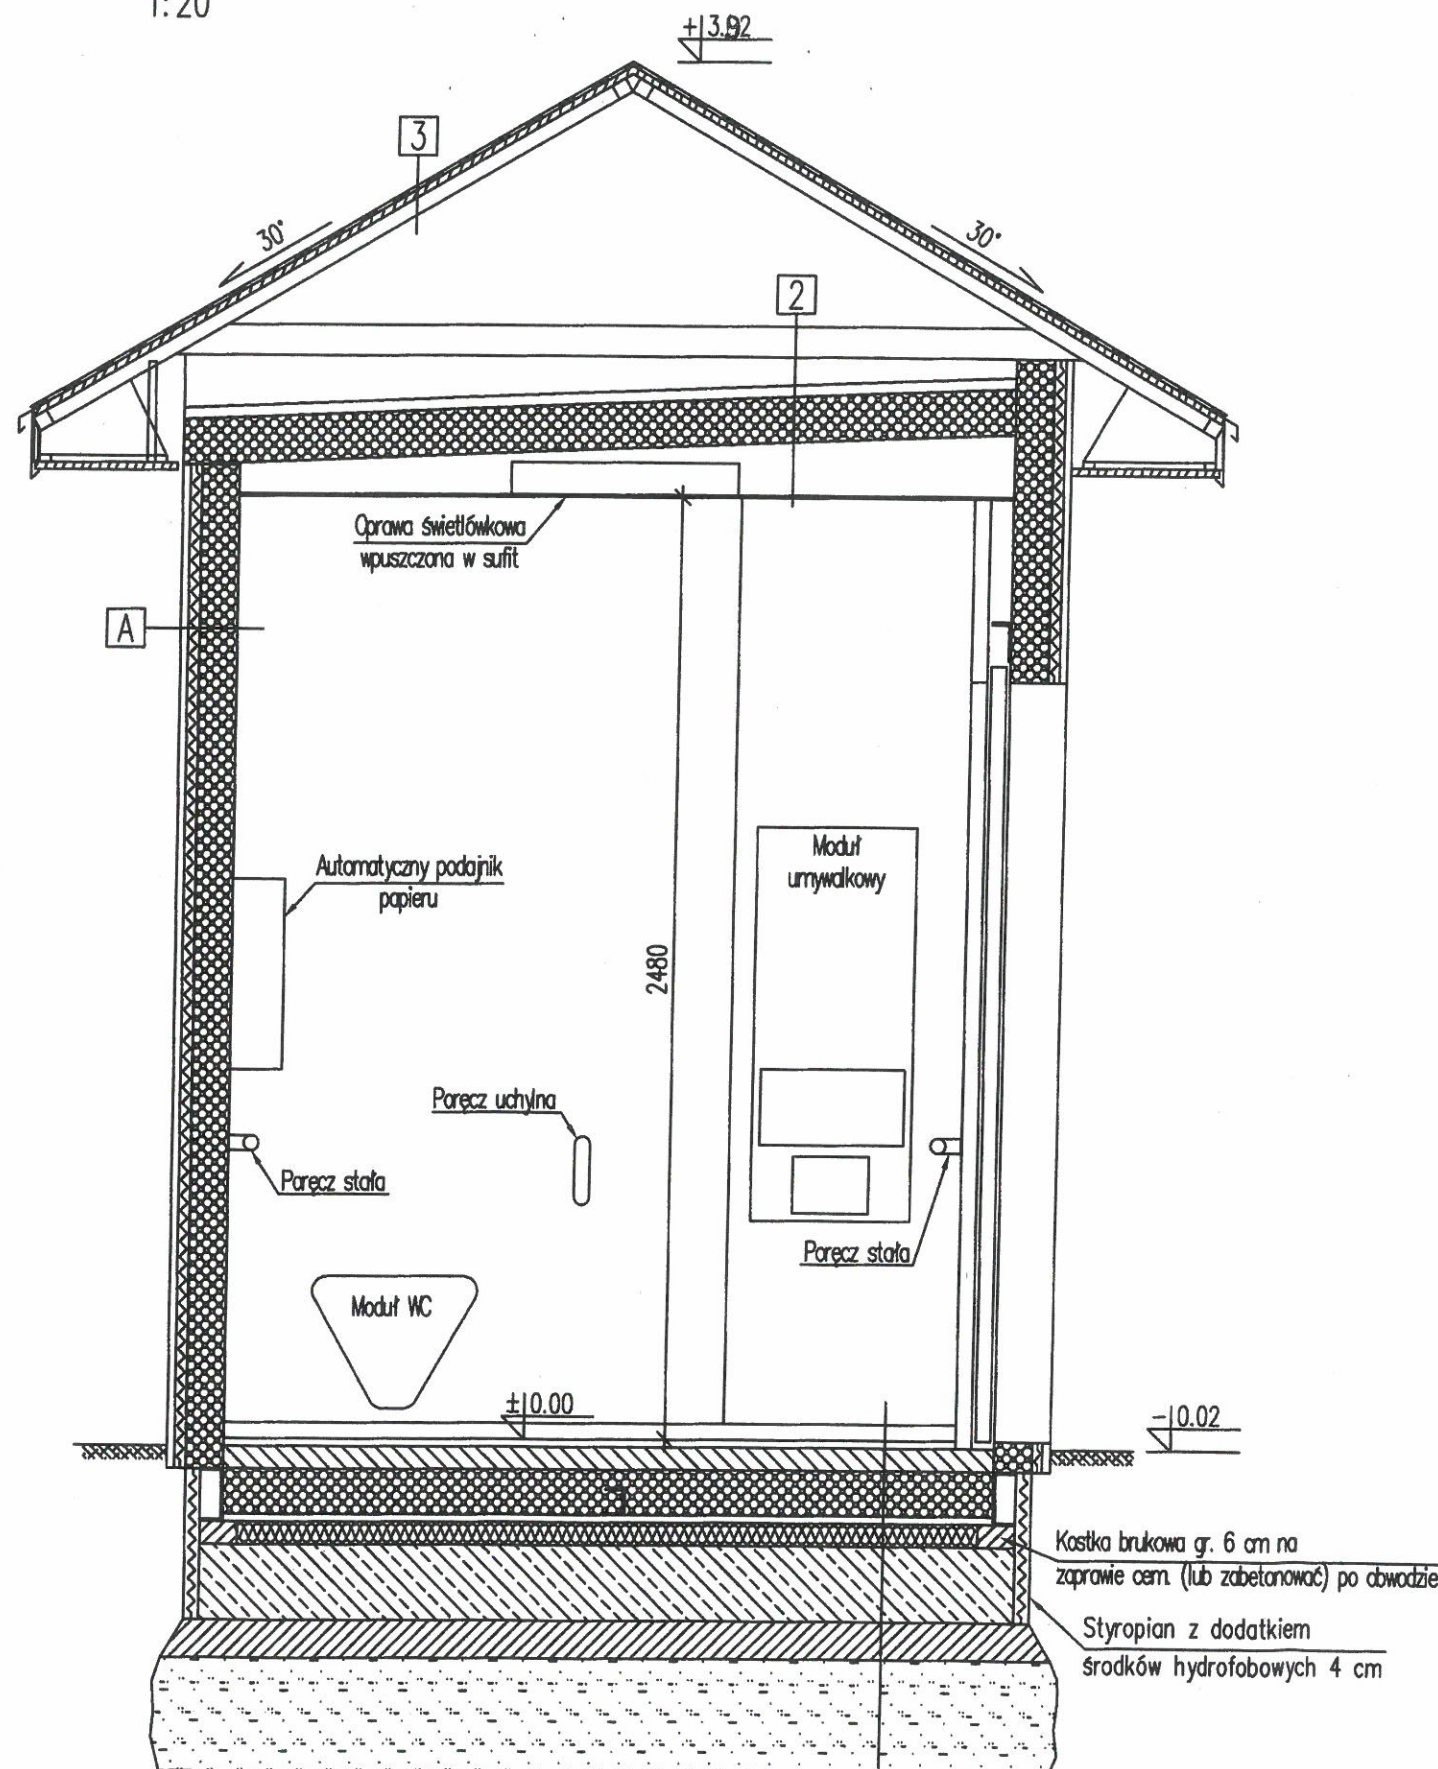 1:20
3
30°
30°
2
Oprawa świetlówkowa
wpuszczona w sufit
A
Automatyczny podajnik
papieru
Moduł
umywalkowy
2480
Poręcz uchylna
Poręcz stała
Poręcz stała
Moduł WC
±0.00
-0.02
Kostka brukowa gr. 6 cm na
zaprawie cem. (lub zabetonować) po obwodzie
Styropian z dodatkiem
środków hydrofobowych 4 cm